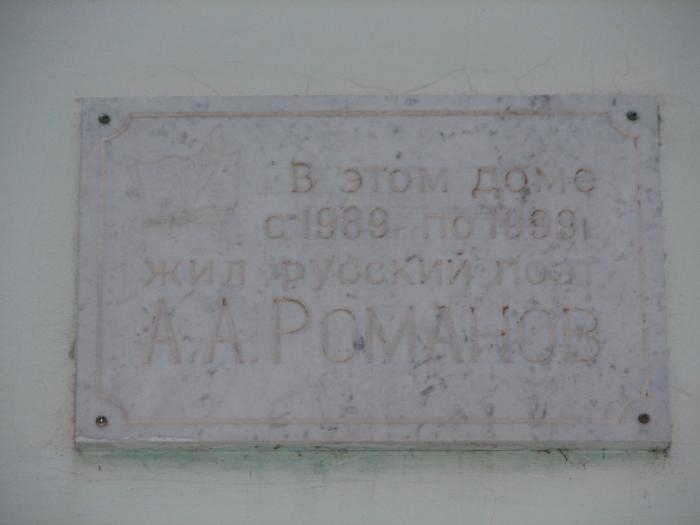 В этом доме
с 1989г. по 1999г.
жил русский поэт
А.А.Романов